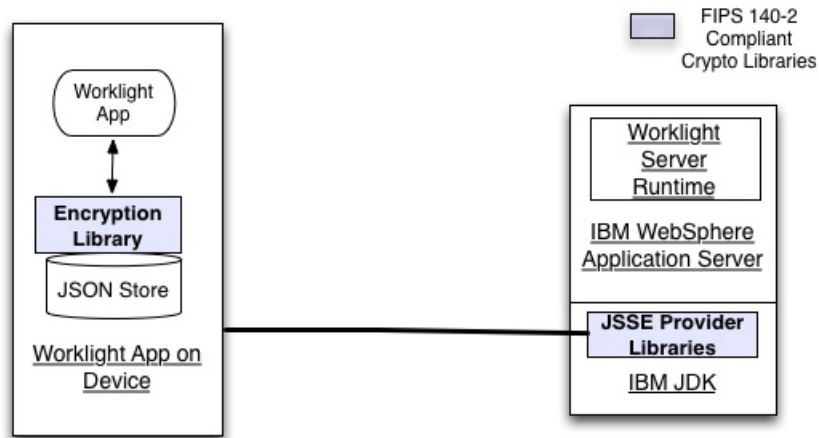 FIPS 140-2
Compliant
Crypto Libraries
Worklight
App
Encryption
Library
JSON Store
Worklight App on
Device
Worklight
Server
Runtime
IBM WebSphere
Application Server
JSSE Provider
Libraries
IBM JDK